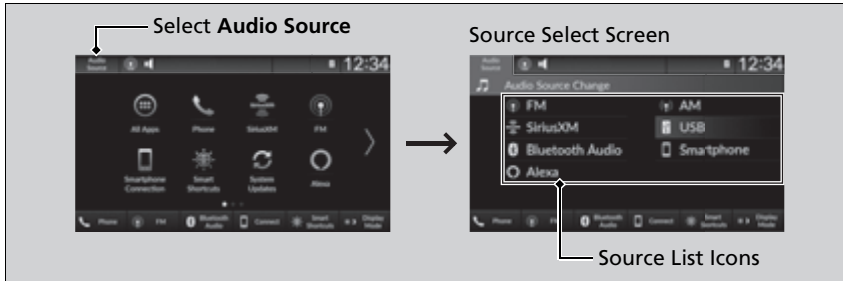 Select Audio Source
Audio Source
12:34
All Apps
Phone
SiriusXM
FM
Smartphone Connection
Smart Shortcuts
System Updates
Alexa
Phone
FM
Bluetooth Audio
Connect
Smart Shortcuts
Display Mode
Source Select Screen
Audio Source
12:34
Audio Source Change
FM
AM
SiriusXM
USB
Bluetooth Audio
Smartphone
Alexa
Phone
FM
Bluetooth Audio
Connect
Smart Shortcuts
Display Mode
Source List Icons